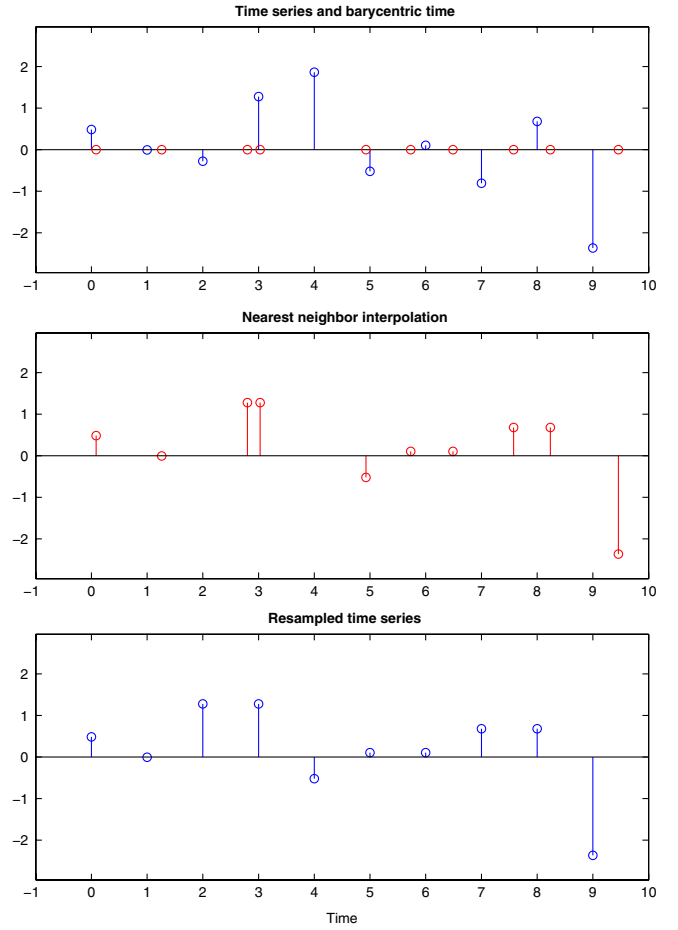 Time series and barycentric time
2
1
0
−1
−2
−1 0 1 2 3 4 5 6 7 8 9 10
Nearest neighbor interpolation
2
1
0
−1
−2
−1 0 1 2 3 4 5 6 7 8 9 10
Resampled time series
2
1
0
−1
−2
−1 0 1 2 3 4 5 6 7 8 9 10
Time